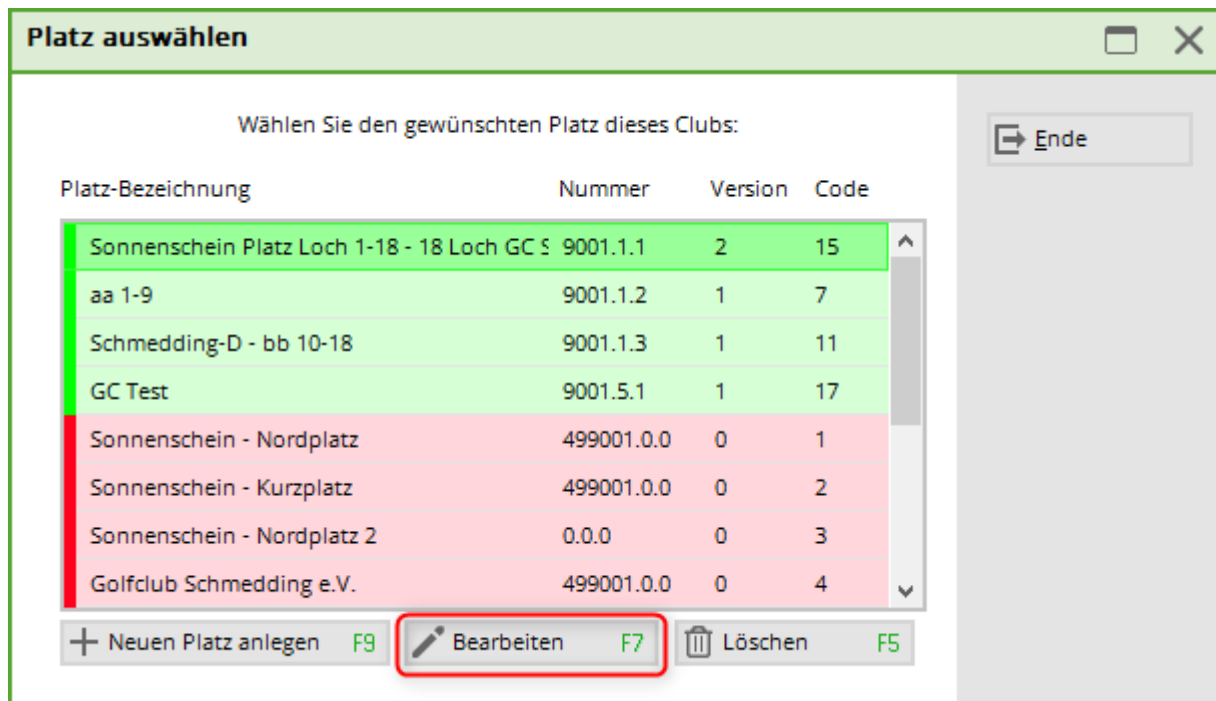 Platz auswählen
Wählen Sie den gewünschten Platz dieses Clubs:
Ende
Platz-Bezeichnung Nummer Version Code
Sonnenschein Platz Loch 1-18 - 18 Loch GC S 9001.1.1 2 15
aa 1-9 9001.1.2 1 7
Schmedding-D - bb 10-18 9001.1.3 1 11
GC Test 9001.5.1 1 17
Sonnenschein - Nordplatz 499001.0.0 0 1
Sonnenschein - Kurzplatz 499001.0.0 0 2
Sonnenschein - Nordplatz 2 0.0.0 0 3
Golfclub Schmedding e.V. 499001.0.0 0 4
Neuen Platz anlegen F9 Bearbeiten F7 Löschen F5